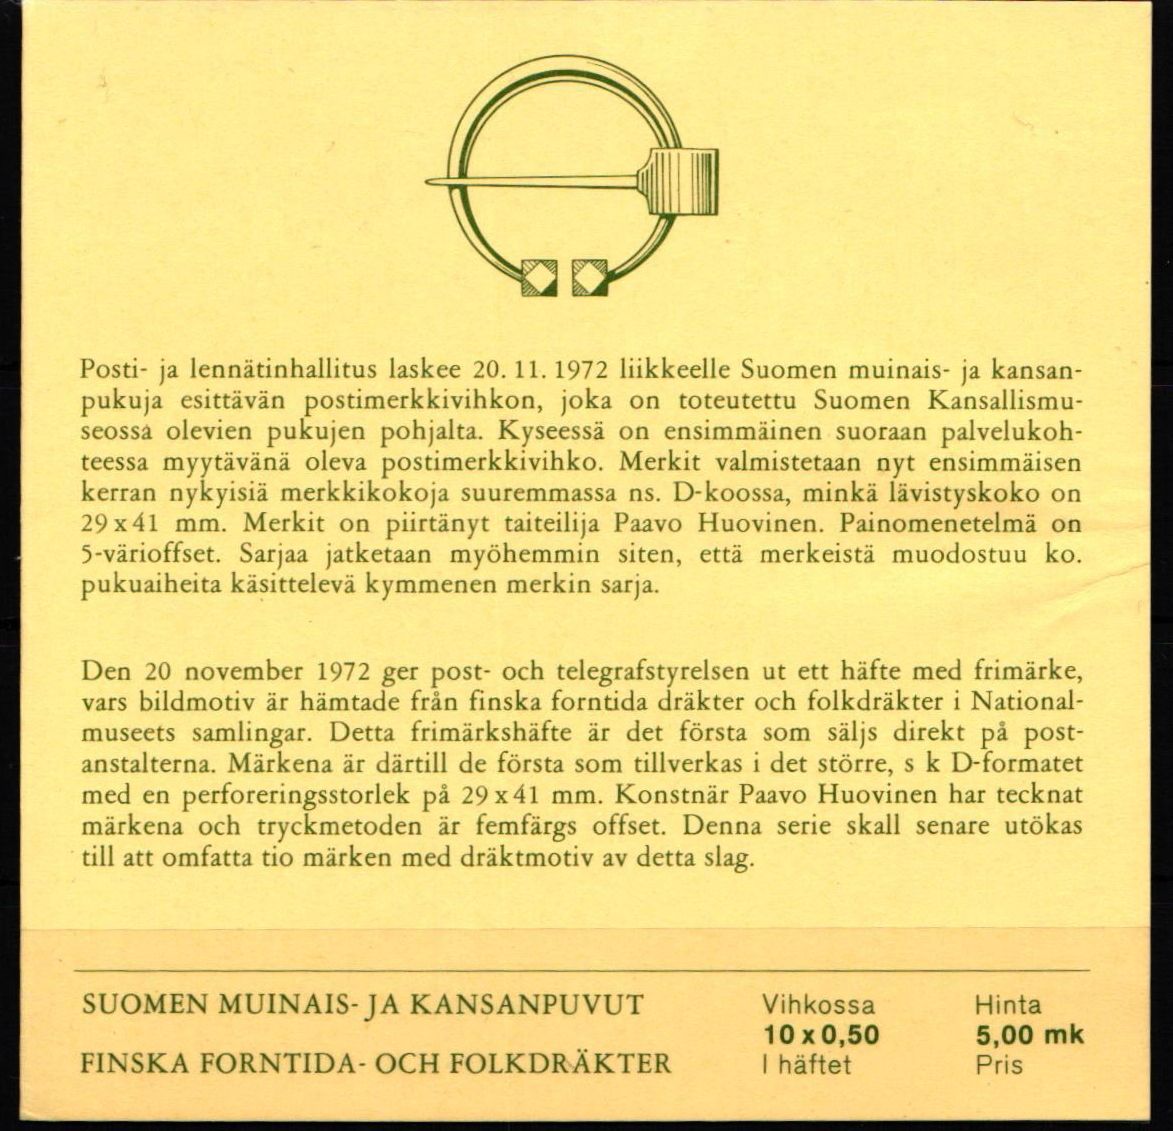 Posti- ja lennätinhallitus laskee 20. 11. 1972 liikkeelle Suomen muinais- ja kansan-
pukuja esittävän postimerkkivihkon, joka on toteutettu Suomen Kansallismu-
seossa olevien pukujen pohjalta. Kyseessä on ensimmäinen suoraan palvelukoh-
teessa myytävänä oleva postimerkkivihko. Merkit valmistetaan nyt ensimmäisen
kerran nykyisiä merkkikokoja suuremmassa ns. D-koossa, minkä lävistyskoko on
29 x 41 mm. Merkit on piirtänyt taiteilija Paavo Huovinen. Painomenetelmä on
5-värioffset. Sarjaa jatketaan myöhemmin siten, että merkeistä muodostuu ko.
pukuaiheita käsittelevä kymmenen merkin sarja.
Den 20 november 1972 ger post- och telegrafstyrelsen ut ett häfte med frimärke,
vars bildmotiv är hämtade från finska forntida dräkter och folkdräkter i National-
museets samlingar. Detta frimärkshäfte är det första som säljs direkt på post-
anstalterna. Märkena är därtill de första som tillverkas i det större, s k D-formatet
med en perforeringsstorlek på 29 x 41 mm. Konstnär Paavo Huovinen har tecknat
märkena och tryckmetoden är femfärgs offset. Denna serie skall senare utökas
till att omfatta tio märken med dräktmotiv av detta slag.
SUOMEN MUINAIS- JA KANSANPUVUT Vihkossa Hinta
10 x 0,50 5,00 mk
FINSKA FORNTIDA- OCH FOLKDRÄKTER I häftet Pris